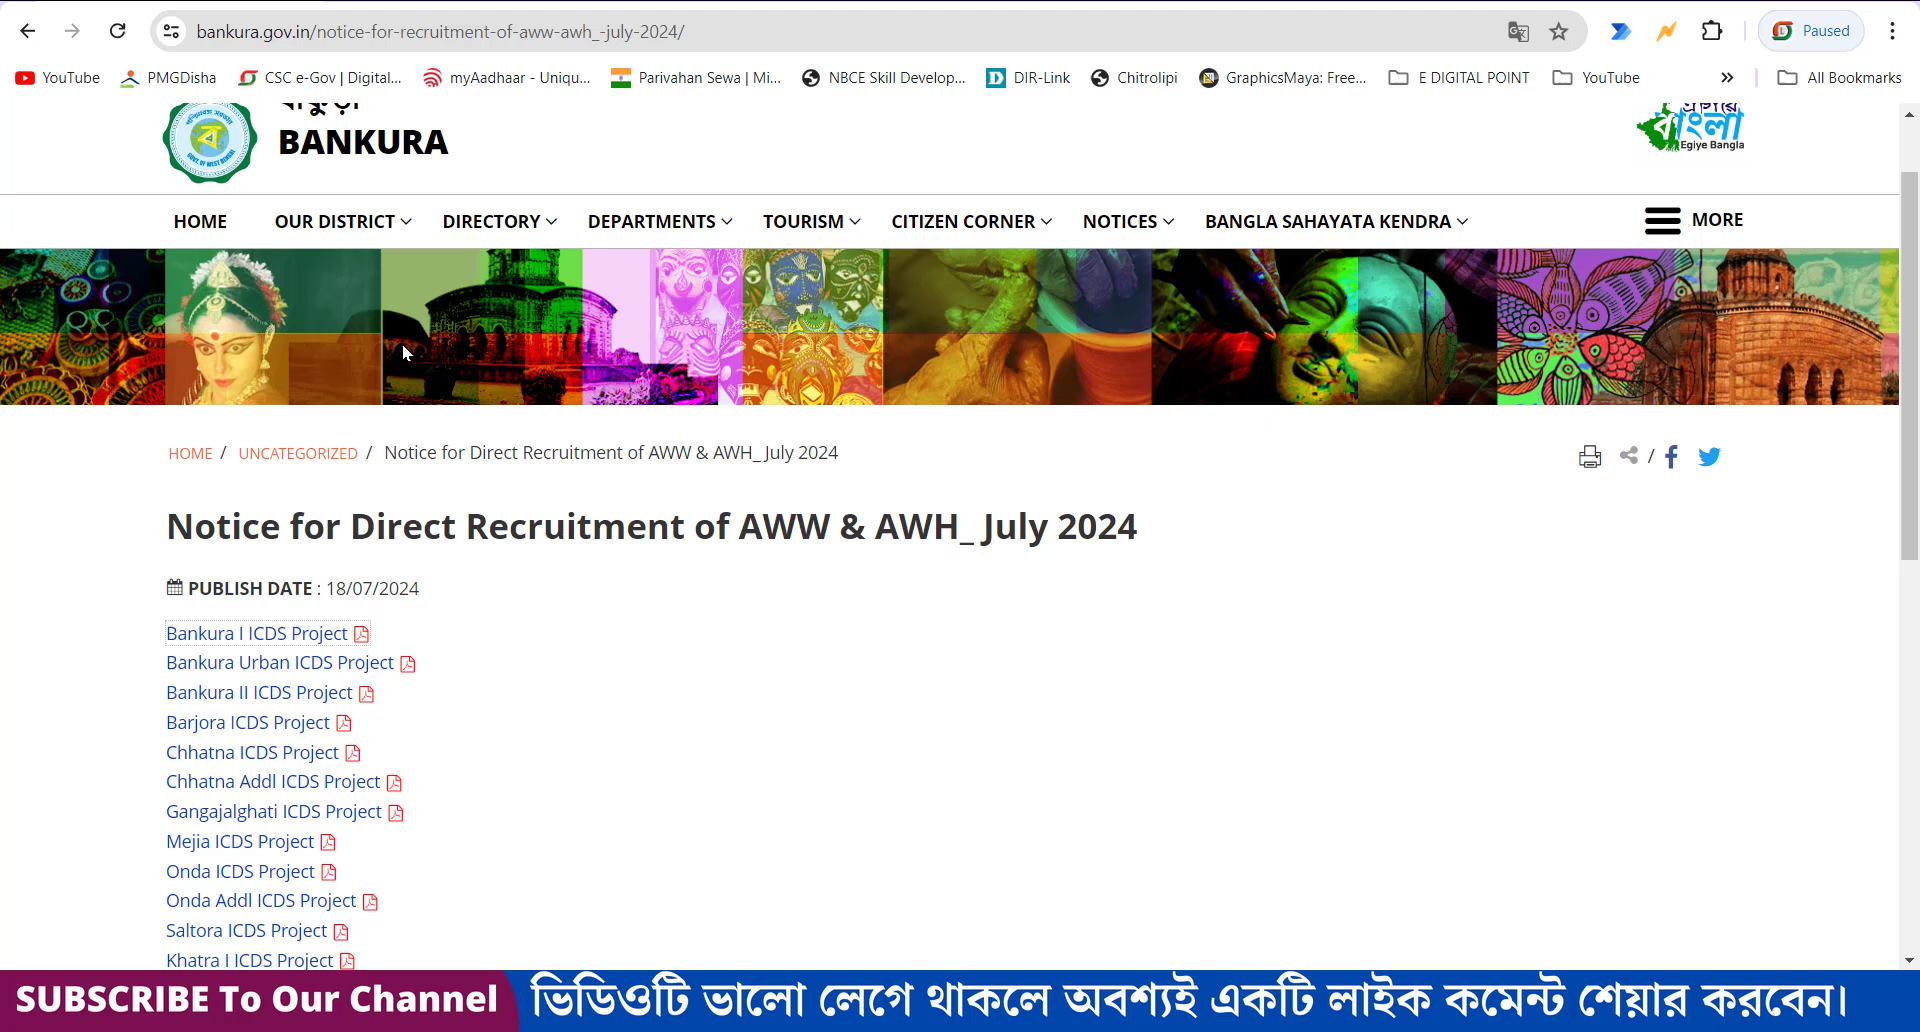 bankura.gov.in/notice-for-recruitment-of-aww-awh_-july-2024/
Paused
YouTube
PMGDisha
CSC e-Gov | Digital...
myAadhaar - Uniqu...
Parivahan Sewa | Mi...
NBCE Skill Develop...
DIR-Link
Chitrolipi
GraphicsMaya: Free...
E DIGITAL POINT
YouTube
All Bookmarks
BANKURA
বাংলা
Egiye Bangla
HOME
OUR DISTRICT
DIRECTORY
DEPARTMENTS
TOURISM
CITIZEN CORNER
NOTICES
BANGLA SAHAYATA KENDRA
MORE
HOME / UNCATEGORIZED / Notice for Direct Recruitment of AWW & AWH_ July 2024
Notice for Direct Recruitment of AWW & AWH_ July 2024
PUBLISH DATE : 18/07/2024
Bankura I ICDS Project
Bankura Urban ICDS Project
Bankura II ICDS Project
Barjora ICDS Project
Chhatna ICDS Project
Chhatna Addl ICDS Project
Gangajalghati ICDS Project
Mejia ICDS Project
Onda ICDS Project
Onda Addl ICDS Project
Saltora ICDS Project
Khatra I ICDS Project
SUBSCRIBE To Our Channel
ভিডিওটি ভালো লেগে থাকলে অবশ্যই একটি লাইক কমেন্ট শেয়ার করবেন।